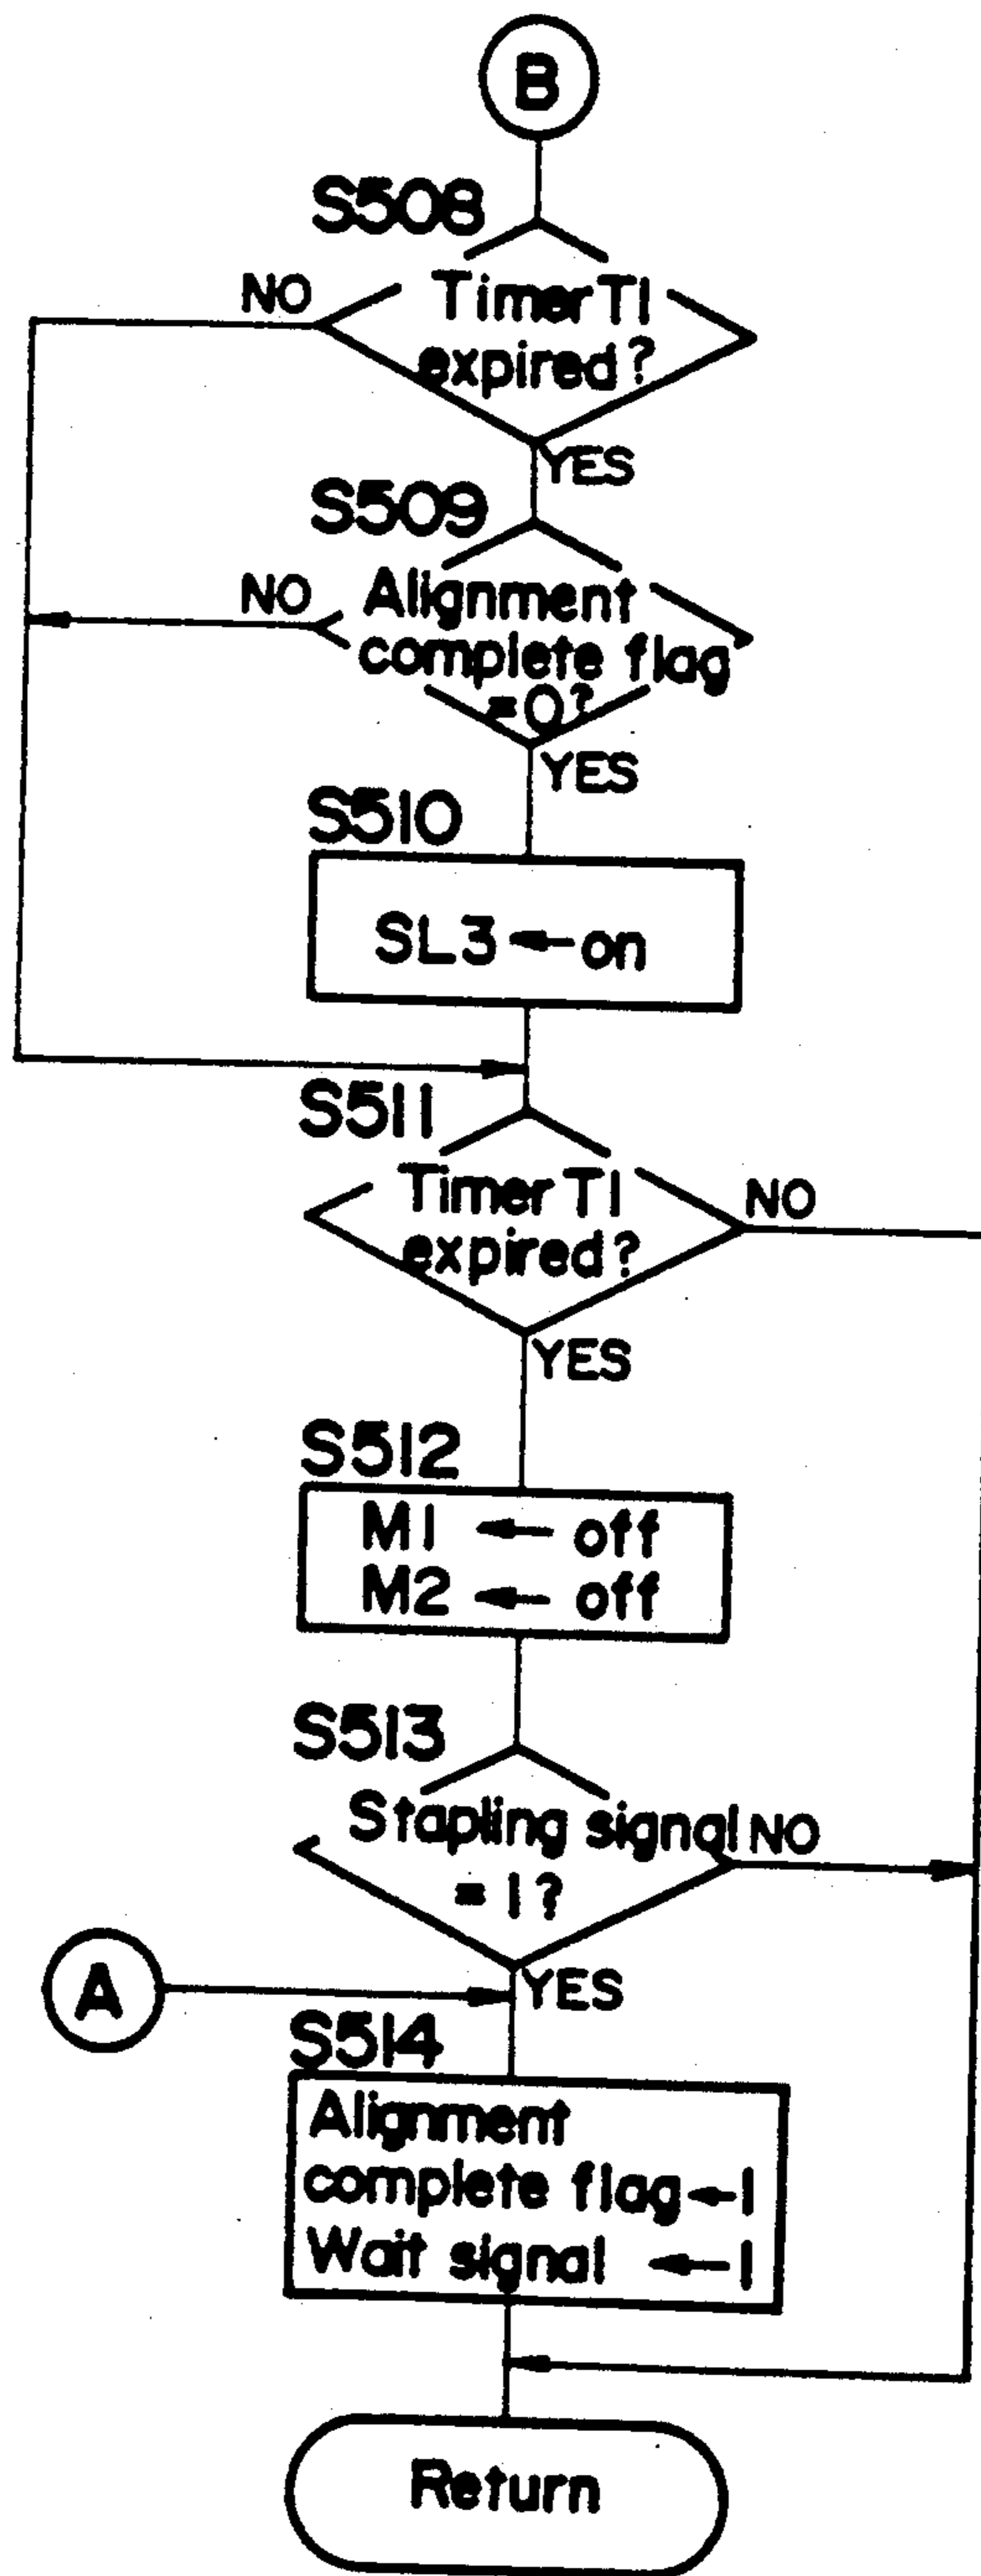 B
S508
Timer T1
expired?
NO
YES
S509
Alignment
complete flag
=0?
NO
YES
S510
SL3 ← on
S511
Timer T1
expired?
NO
YES
S512
M1 ← off
M2 ← off
S513
Stapling signal
=1?
NO
YES
A
S514
Alignment
complete flag ← 1
Wait signal ← 1
Return